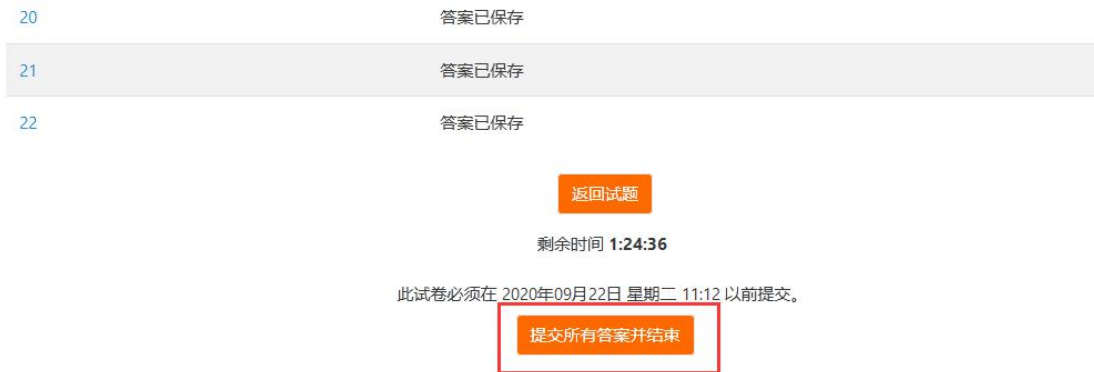 20 答案已保存
21 答案已保存
22 答案已保存
返回试题
剩余时间 1:24:36
此试卷必须在 2020年09月22日 星期二 11:12 以前提交。
提交所有答案并结束